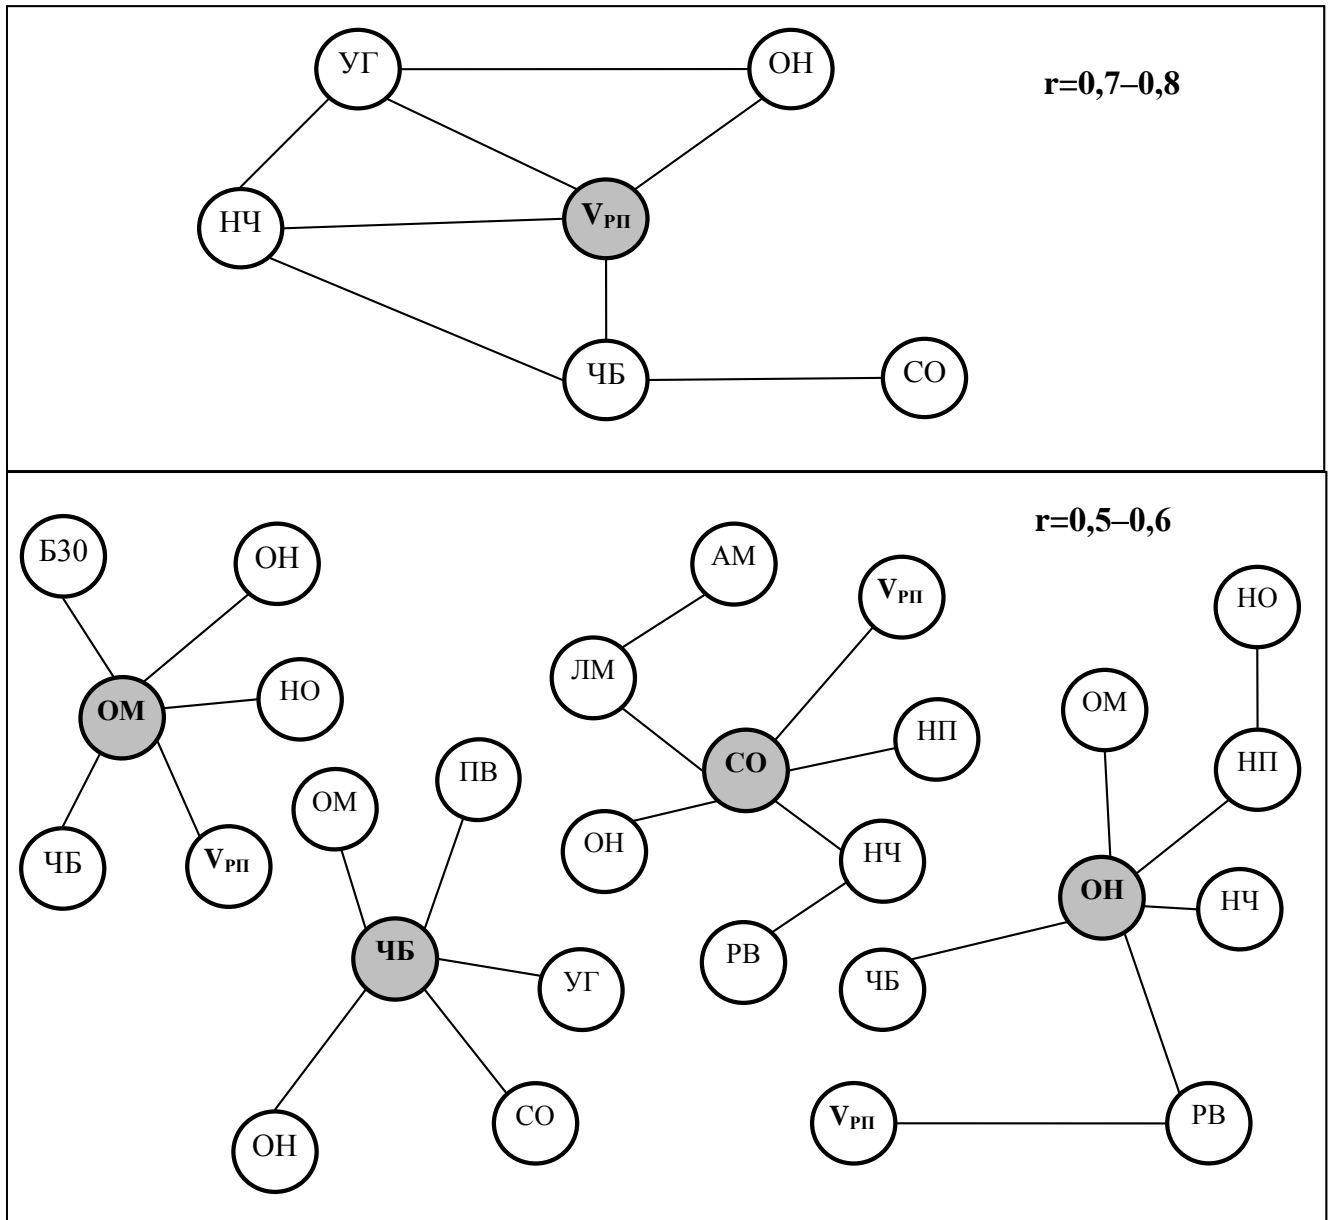 УГ
ОН
r=0,7–0,8
НЧ
VРП
ЧБ
СО
r=0,5–0,6
Б30
ОН
НО
ОМ
ЧБ
VРП
ОМ
ПВ
ЧБ
УГ
ОН
СО
АМ
VРП
ЛМ
НП
СО
ОН
НЧ
РВ
НО
ОМ
НП
ОН
НЧ
ЧБ
VРП
РВ